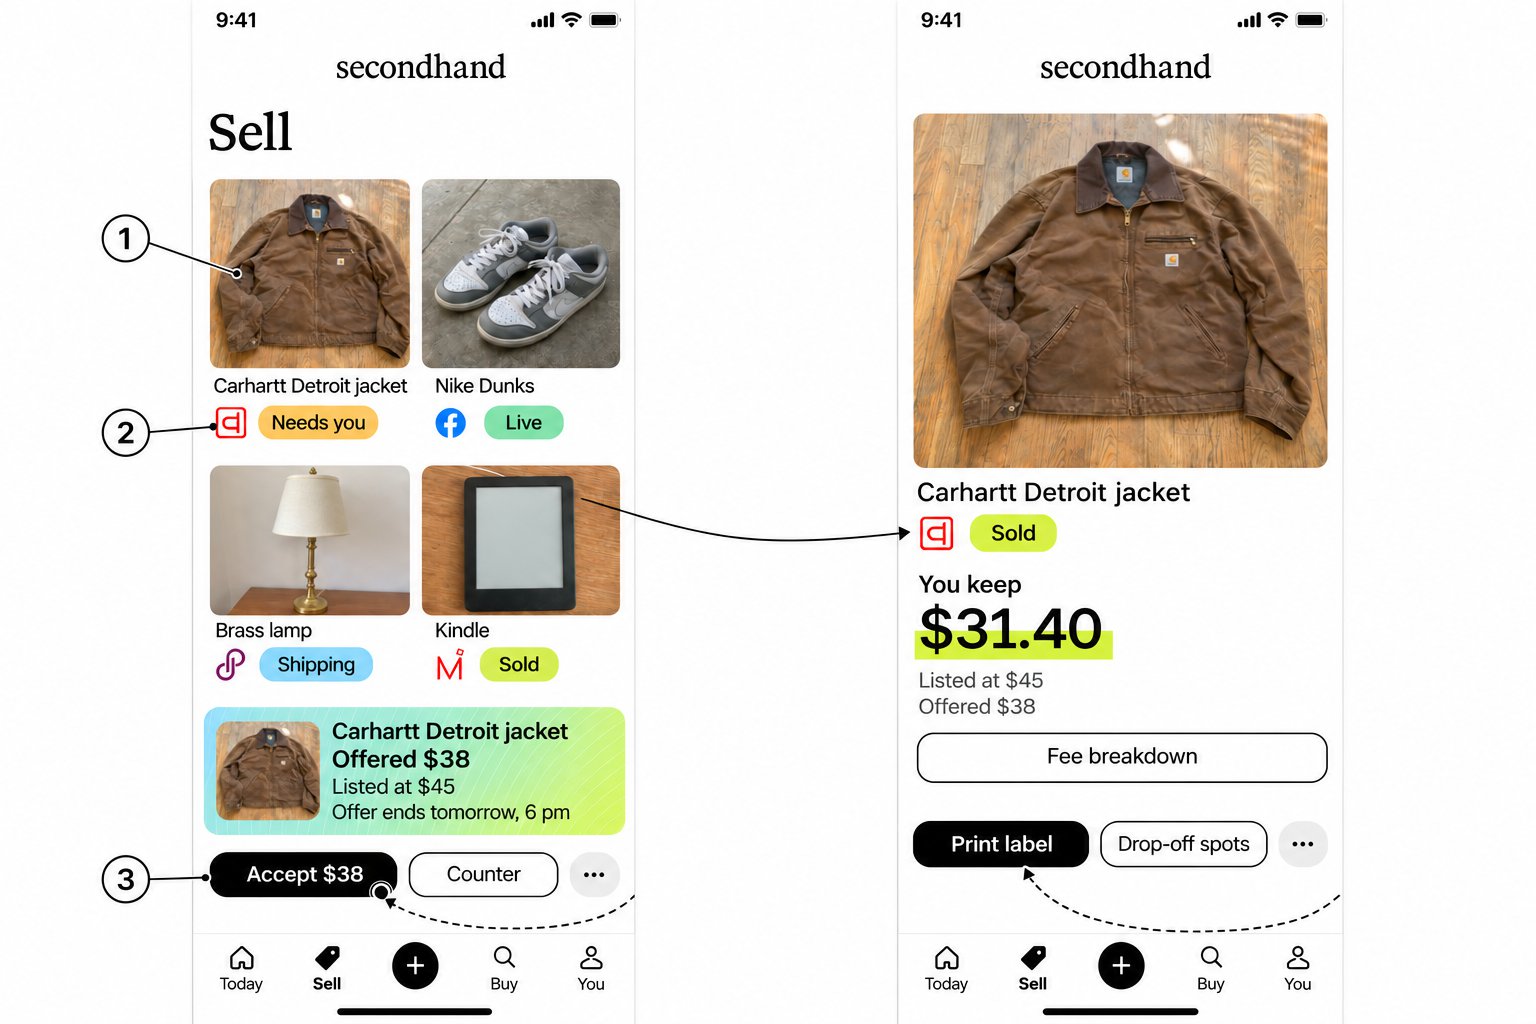 9:41
secondhand
Sell
1
Carhartt Detroit jacket
Nike Dunks
2
Needs you
Live
Brass lamp
Kindle
Shipping
Sold
Carhartt Detroit jacket
Offered $38
Listed at $45
Offer ends tomorrow, 6 pm
3
Accept $38
Counter
Today
Sell
Buy
You
9:41
secondhand
Carhartt Detroit jacket
Sold
You keep
$31.40
Listed at $45
Offered $38
Fee breakdown
Print label
Drop-off spots
Today
Sell
Buy
You